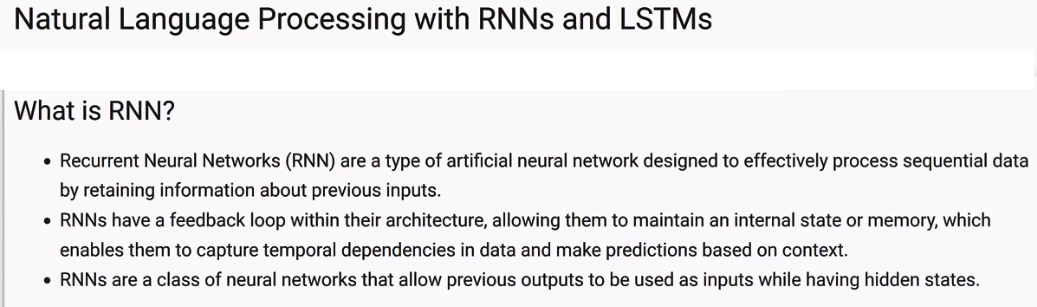 Natural Language Processing with RNNs and LSTMs
What is RNN?
• Recurrent Neural Networks (RNN) are a type of artificial neural network designed to effectively process sequential data
by retaining information about previous inputs.
• RNNs have a feedback loop within their architecture, allowing them to maintain an internal state or memory, which
enables them to capture temporal dependencies in data and make predictions based on context.
• RNNs are a class of neural networks that allow previous outputs to be used as inputs while having hidden states.